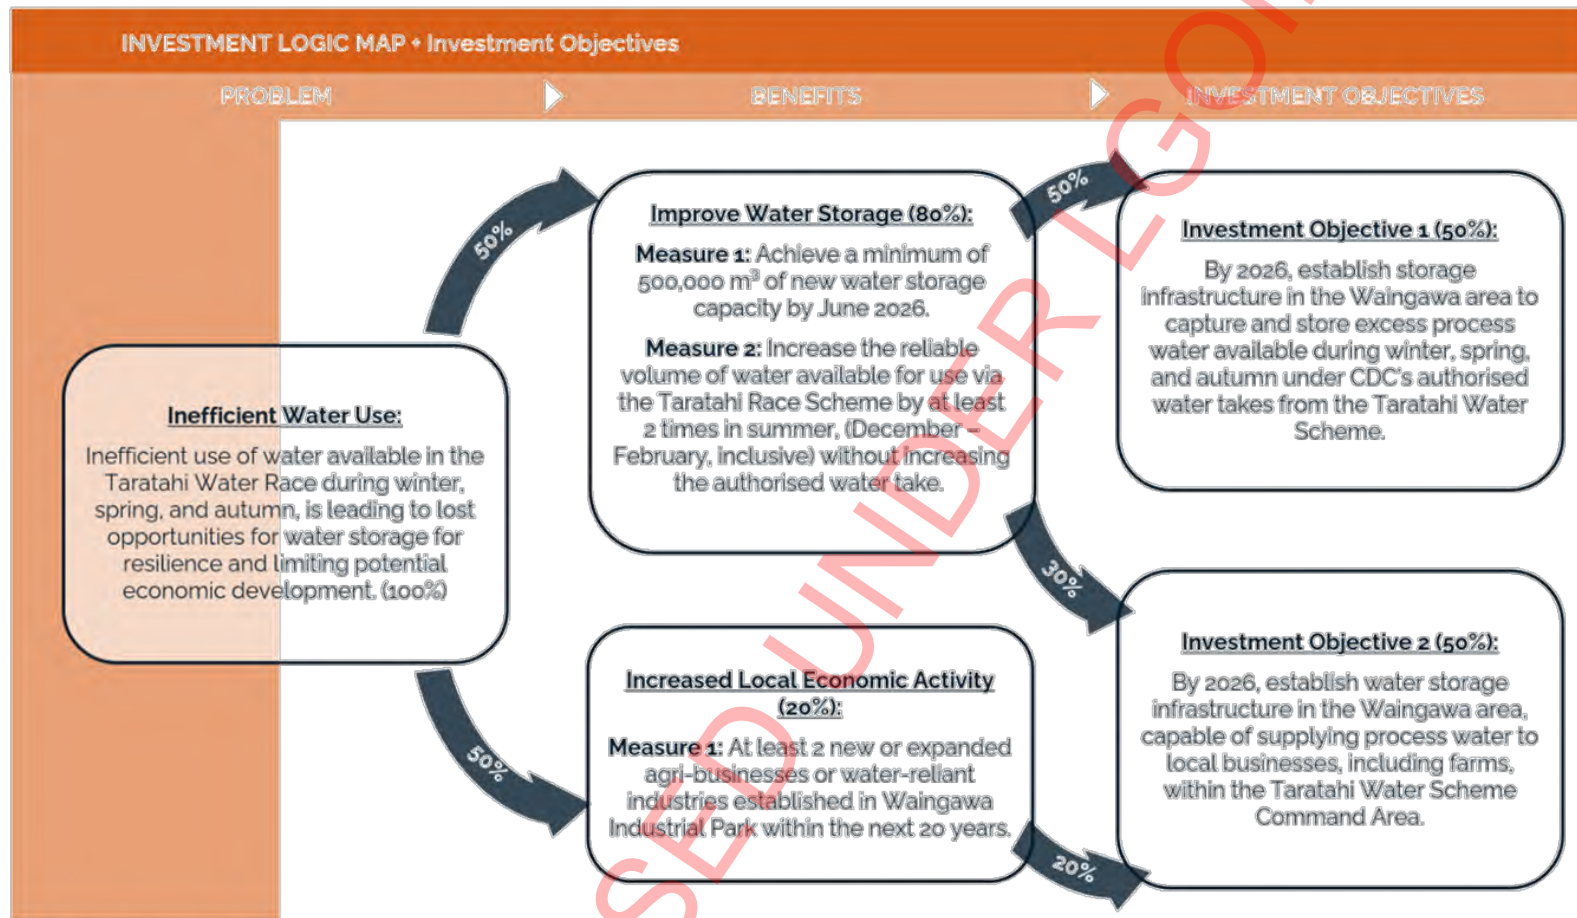 INVESTMENT LOGIC MAP + Investment Objectives
PROBLEM
BENEFITS
INVESTMENT OBJECTIVES
50%
Inefficient Water Use:
Inefficient use of water available in the
Taratahi Water Race during winter,
spring, and autumn, is leading to lost
opportunities for water storage for
resilience and limiting potential
economic development. (100%)
50%
Improve Water Storage (80%):
Measure 1: Achieve a minimum of
500,000 m³ of new water storage
capacity by June 2026.
Measure 2: Increase the reliable
volume of water available for use via
the Taratahi Race Scheme by at least
2 times in summer, (December –
February, inclusive) without increasing
the authorised water take.
Increased Local Economic Activity
(20%):
Measure 1: At least 2 new or expanded
agri-businesses or water-reliant
industries established in Waingawa
Industrial Park within the next 20 years.
50%
30%
20%
Investment Objective 1 (50%):
By 2026, establish storage
infrastructure in the Waingawa area to
capture and store excess process
water available during winter, spring,
and autumn under CDC's authorised
water takes from the Taratahi Water
Scheme.
Investment Objective 2 (50%):
By 2026, establish water storage
infrastructure in the Waingawa area,
capable of supplying process water to
local businesses, including farms,
within the Taratahi Water Scheme
Command Area.
SED UNDER LGOI